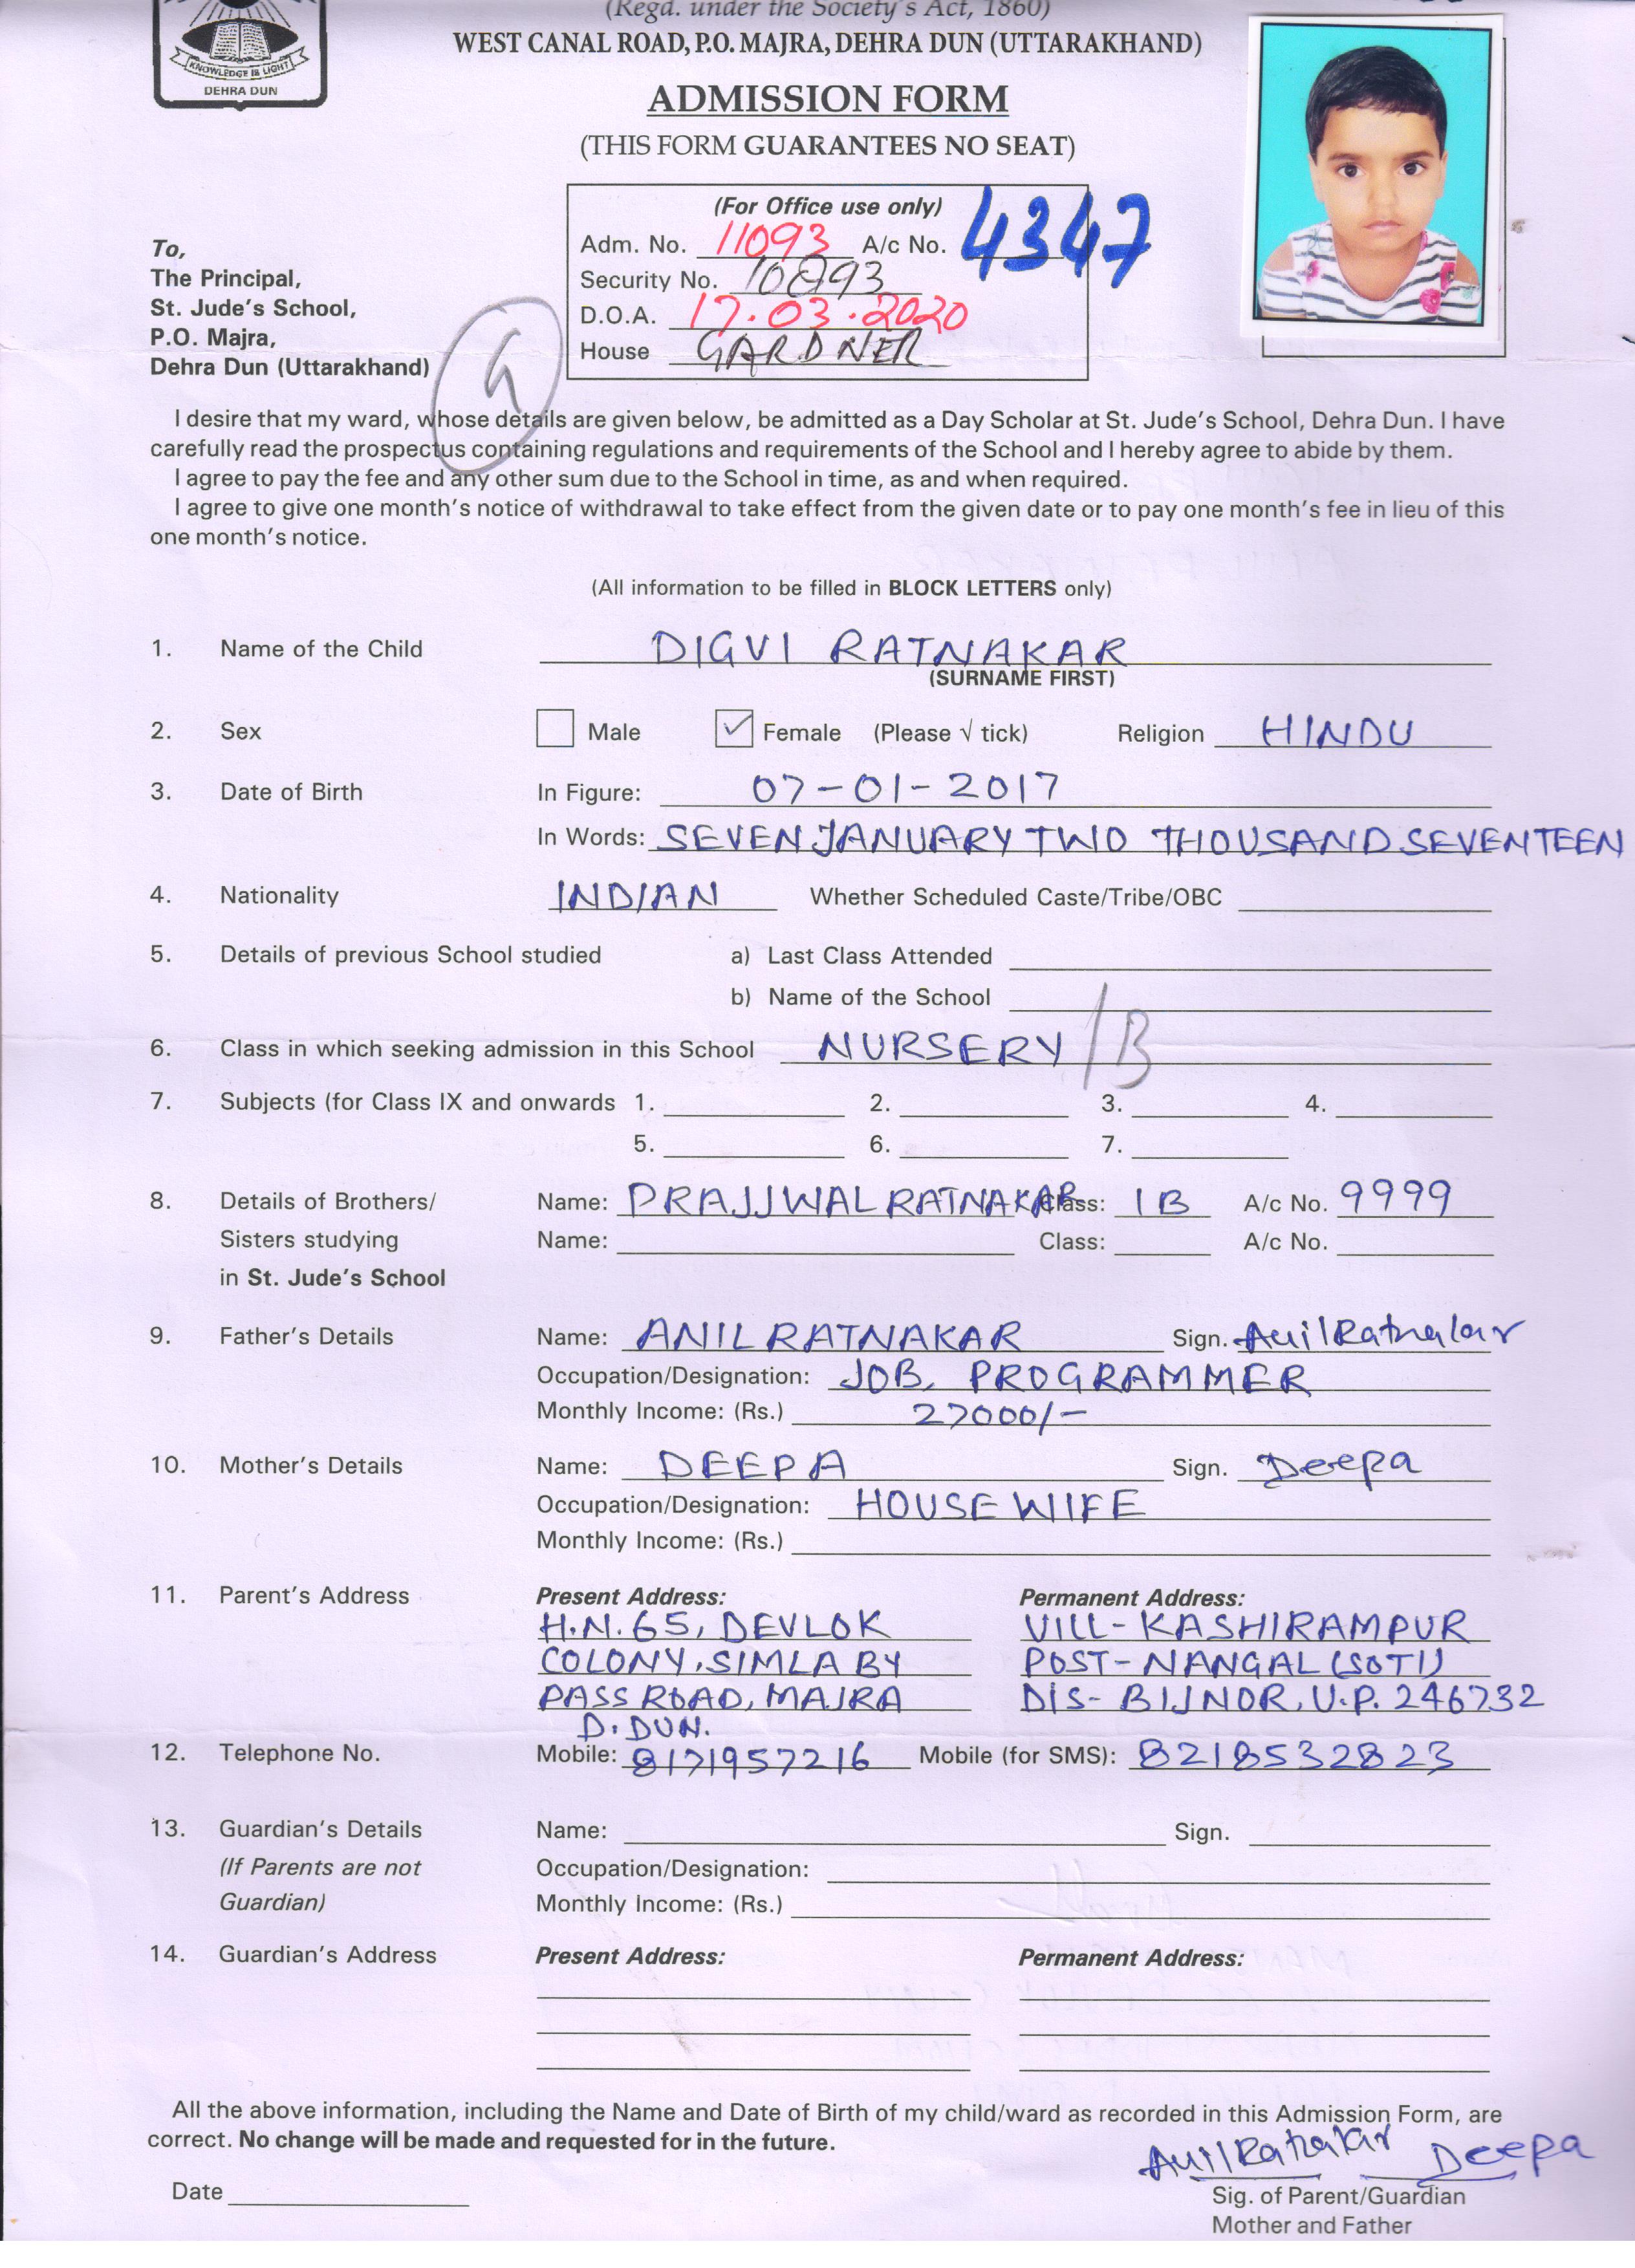 (Regd. under the Society's Act, 1860)
WEST CANAL ROAD, P.O. MAJRA, DEHRA DUN (UTTARAKHAND)
KNOWLEDGE IS LIGHT
DEHRA DUN
ADMISSION FORM
(THIS FORM GUARANTEES NO SEAT)
(For Office use only)
Adm. No. 11093 A/c No. 4347
Security No. 10893
D.O.A. 17.03.2020
House GARDNER
To,
The Principal,
St. Jude's School,
P.O. Majra,
Dehra Dun (Uttarakhand)
G
I desire that my ward, whose details are given below, be admitted as a Day Scholar at St. Jude's School, Dehra Dun. I have
carefully read the prospectus containing regulations and requirements of the School and I hereby agree to abide by them.
I agree to pay the fee and any other sum due to the School in time, as and when required.
I agree to give one month's notice of withdrawal to take effect from the given date or to pay one month's fee in lieu of this
one month's notice.
(All information to be filled in BLOCK LETTERS only)
1. Name of the Child DIGVI RATNAKAR
(SURNAME FIRST)
2. Sex Male ✓ Female (Please √ tick) Religion HINDU
3. Date of Birth In Figure: 07-01-2017
In Words: SEVEN JANUARY TWO THOUSAND SEVENTEEN
4. Nationality INDIAN Whether Scheduled Caste/Tribe/OBC
5. Details of previous School studied a) Last Class Attended
b) Name of the School
6. Class in which seeking admission in this School NURSERY /B
7. Subjects (for Class IX and onwards 1. 2. 3. 4.
5. 6. 7.
8. Details of Brothers/ Name: PRAJJWAL RATNAKAR Class: 1B A/c No. 9999
Sisters studying Name: Class: A/c No.
in St. Jude's School
9. Father's Details Name: ANIL RATNAKAR Sign. Anil Ratnakar
Occupation/Designation: JOB, PROGRAMMER
Monthly Income: (Rs.) 27000/-
10. Mother's Details Name: DEEPA Sign. Deepa
Occupation/Designation: HOUSE WIFE
Monthly Income: (Rs.)
11. Parent's Address Present Address: Permanent Address:
H.N. 65, DEVLOK VILL- KASHIRAMPUR
COLONY, SIMLA BY POST- NANGAL (SOTI)
PASS ROAD, MAJRA DIS- BIJNOR, U.P. 246732
D. DUN.
12. Telephone No. Mobile: 8171957216 Mobile (for SMS): 8218532823
13. Guardian's Details Name: Sign.
(If Parents are not Occupation/Designation:
Guardian) Monthly Income: (Rs.)
14. Guardian's Address Present Address: Permanent Address:
All the above information, including the Name and Date of Birth of my child/ward as recorded in this Admission Form, are
correct. No change will be made and requested for in the future.
Anil Ratnakar Deepa
Date Sig. of Parent/Guardian
Mother and Father